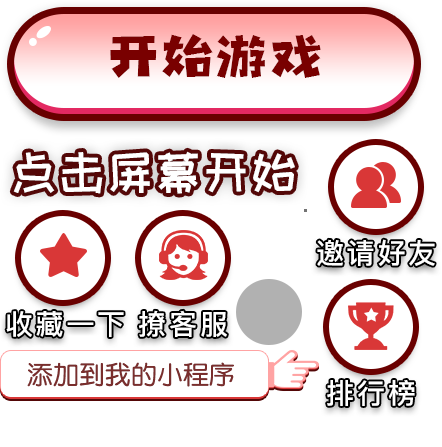 开始游戏
点击屏幕开始
邀请好友
收藏一下
撩客服
添加到我的小程序
排行榜